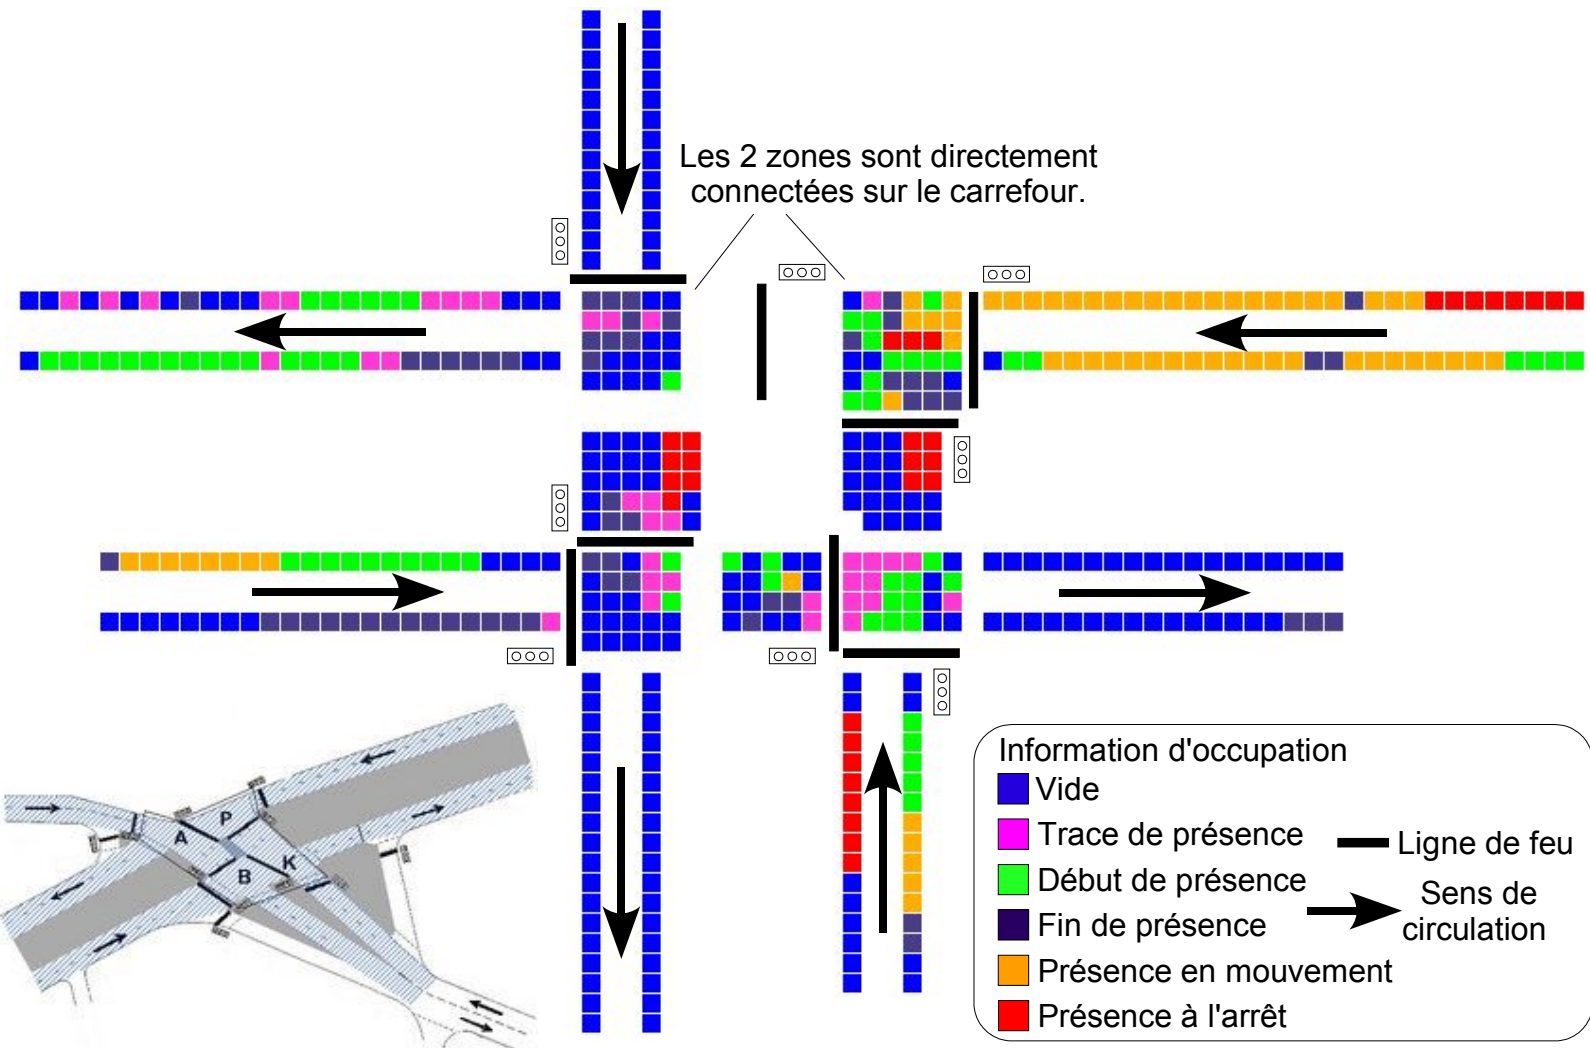 Les 2 zones sont directement
connectées sur le carrefour.
A
P
K
B
Information d'occupation
Vide
Trace de présence
Début de présence
Fin de présence
Présence en mouvement
Présence à l'arrêt
Ligne de feu
Sens de
circulation